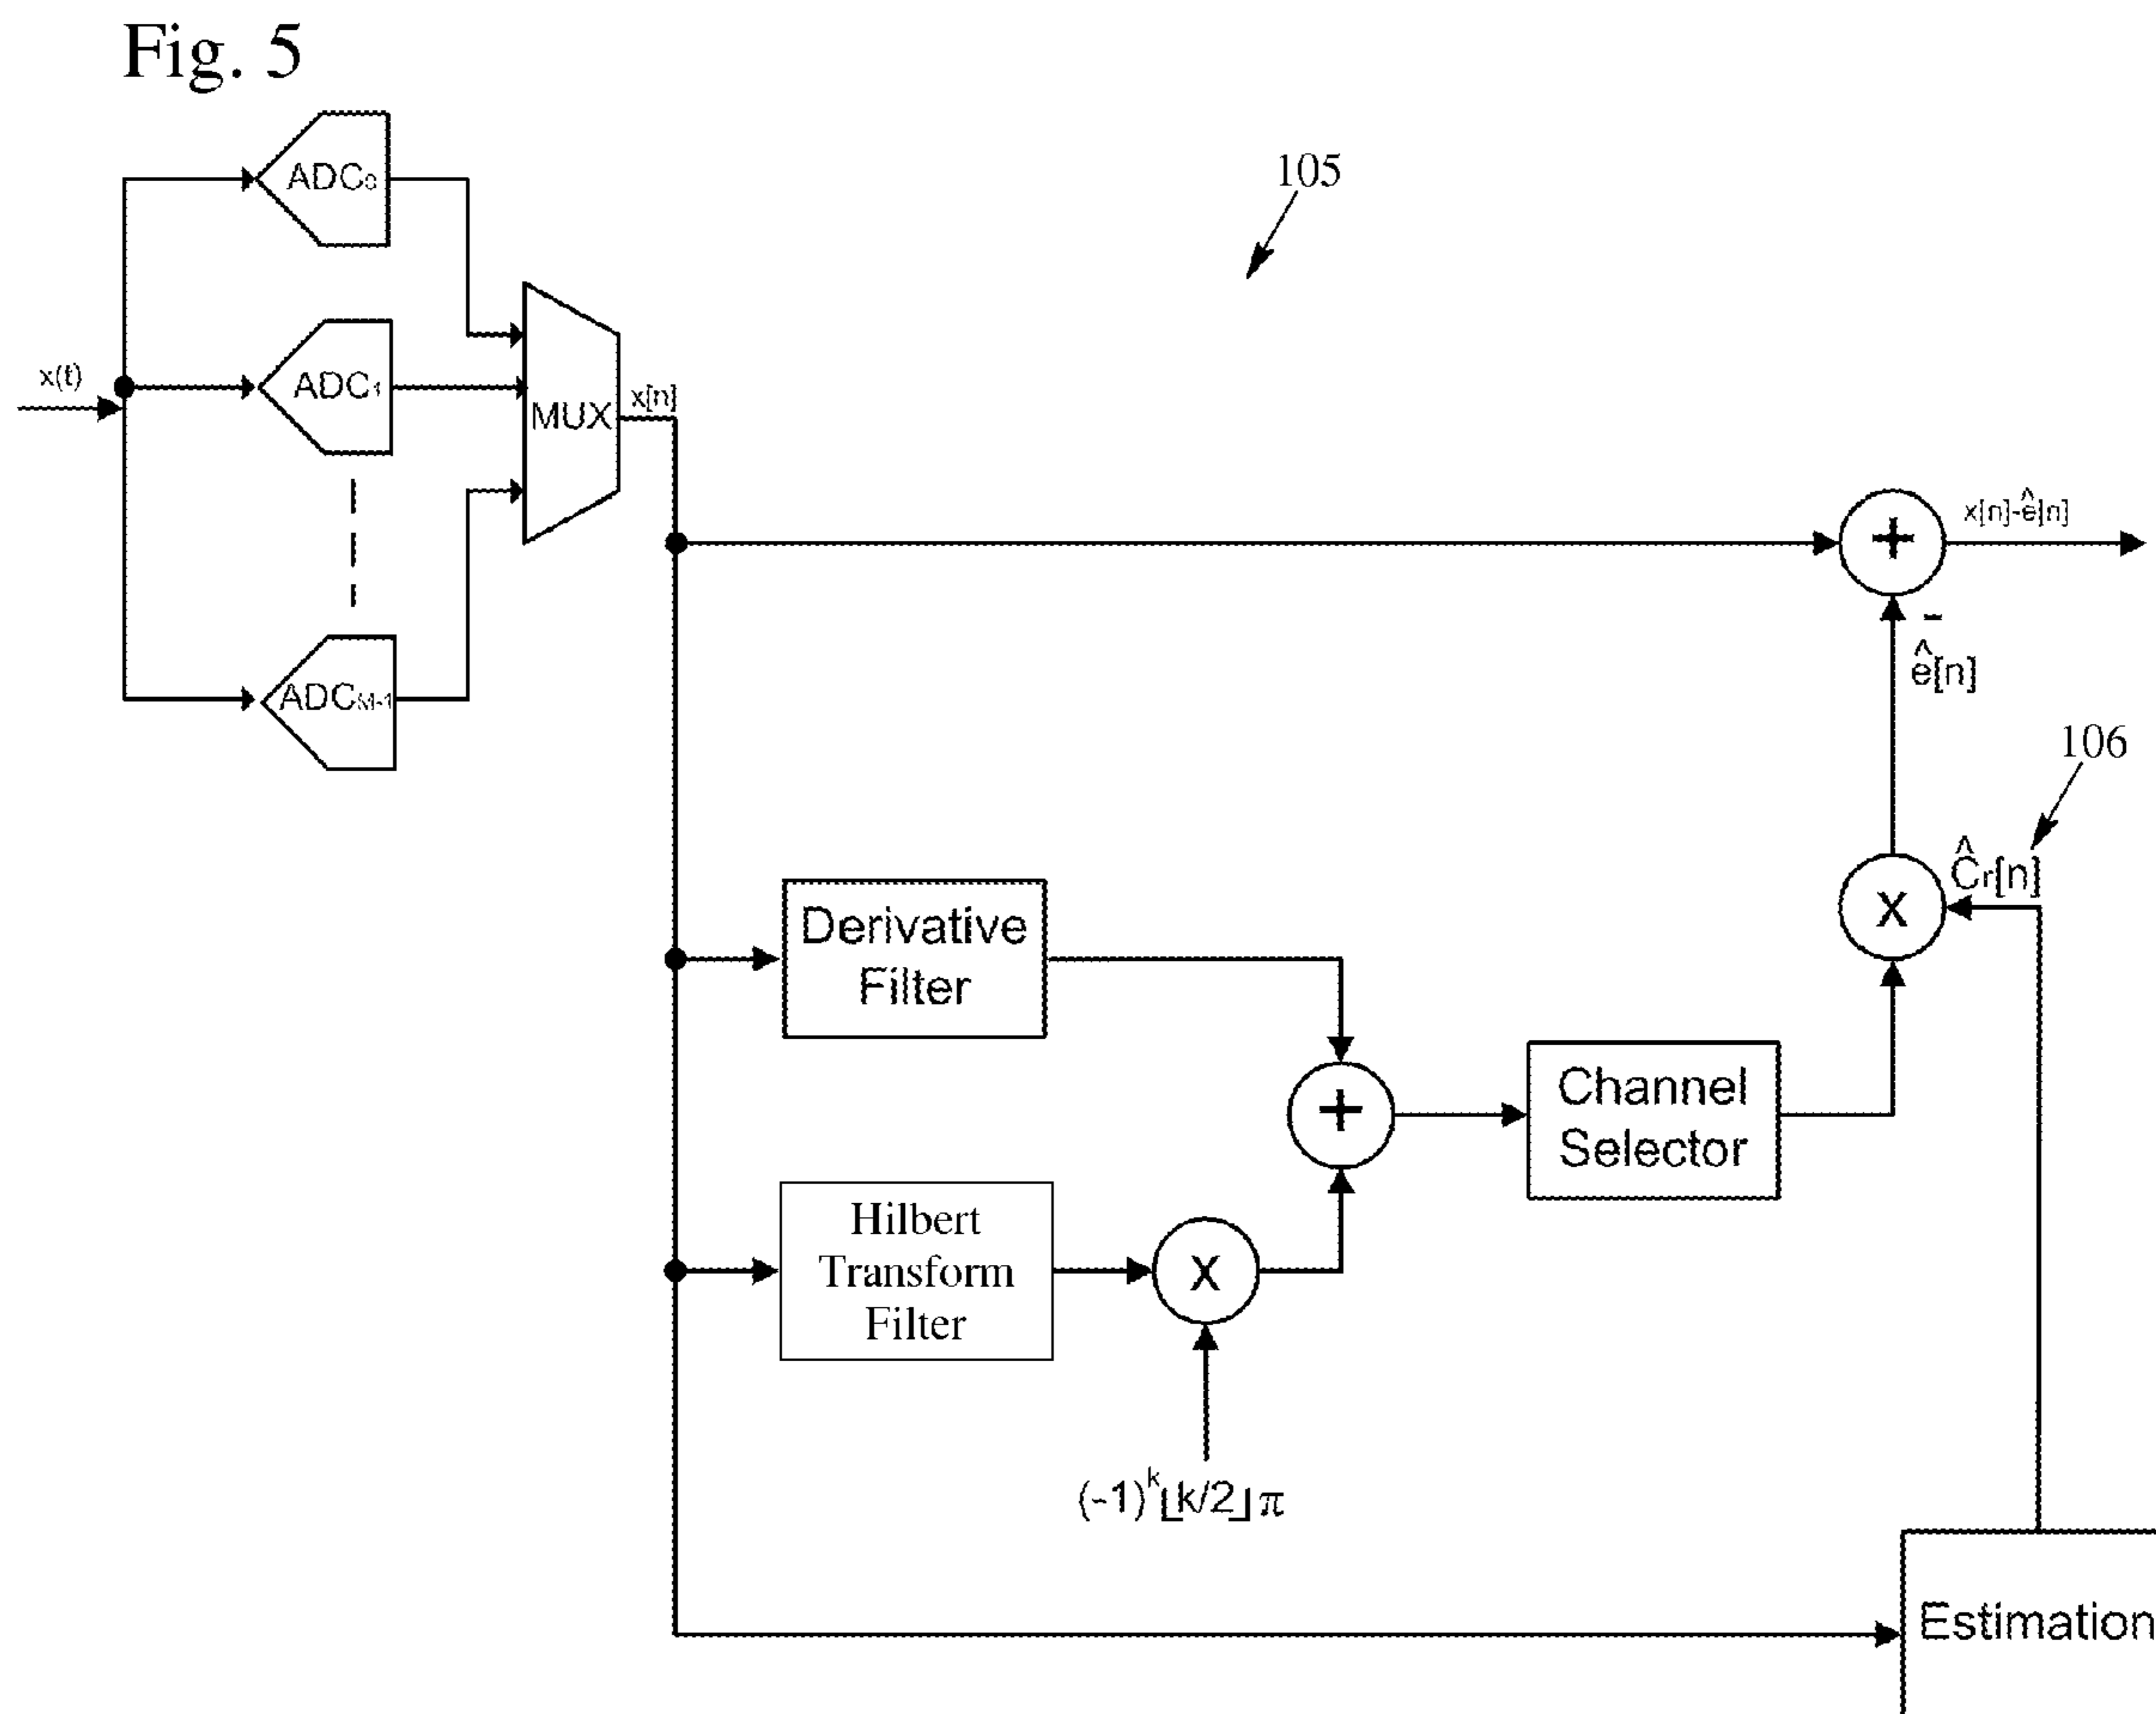 Fig. 5
ADC₀
105
x(t)
ADC₁
MUX
x[n]
+
x[n]-ê[n]
-
ê[n]
ADC_M-1
106
Ĉr[n]
x
Derivative
Filter
+
Channel
Selector
Hilbert
Transform
Filter
x
(-1)^k⌊k/2⌋π
Estimation